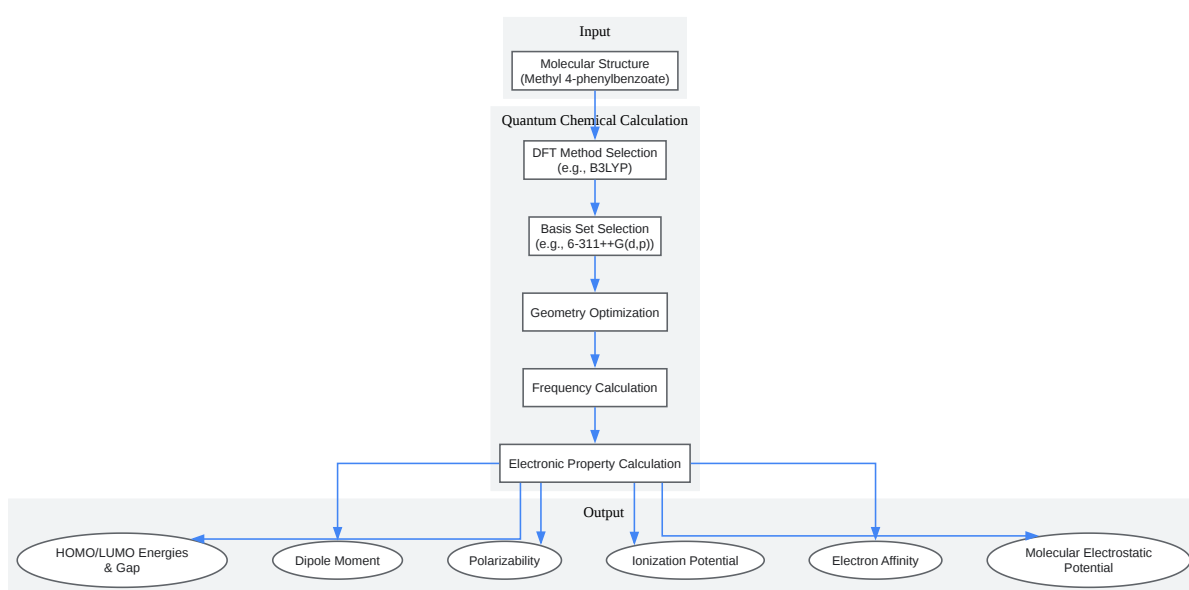 Input
Molecular Structure
(Methyl 4-phenylbenzoate)
Quantum Chemical Calculation
DFT Method Selection
(e.g., B3LYP)
Basis Set Selection
(e.g., 6-311++G(d,p))
Geometry Optimization
Frequency Calculation
Electronic Property Calculation
Output
HOMO/LUMO Energies
& Gap
Dipole Moment
Polarizability
Ionization Potential
Electron Affinity
Molecular Electrostatic
Potential